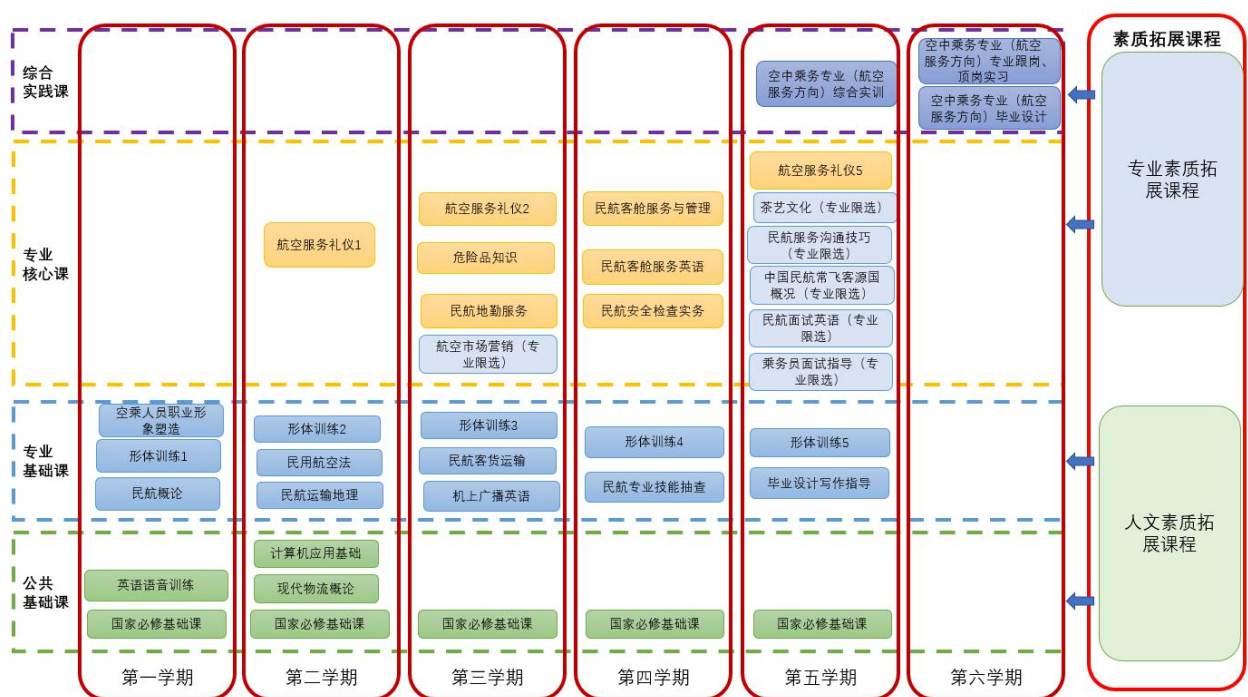 素质拓展课程
综合
实践课
空中乘务专业（航空
服务方向）综合实训
空中乘务专业（航空
服务方向）专业跟岗、
顶岗实习
空中乘务专业（航空
服务方向）毕业设计
专业
核心课
航空服务礼仪1
航空服务礼仪2
危险品知识
民航地勤服务
航空市场营销（专
业限选）
民航客舱服务与管理
民航客舱服务英语
民航安全检查实务
航空服务礼仪5
茶艺文化（专业限选）
民航服务沟通技巧
（专业限选）
中国民航常飞客源国
概况（专业限选）
民航面试英语（专业
限选）
乘务员面试指导（专
业限选）
专业素质拓
展课程
专业
基础课
空乘人员职业形
象塑造
形体训练1
民航概论
形体训练2
民用航空法
民航运输地理
形体训练3
民航客货运输
机上广播英语
形体训练4
民航专业技能抽查
形体训练5
毕业设计写作指导
公共
基础课
英语语音训练
国家必修基础课
计算机应用基础
现代物流概论
国家必修基础课
国家必修基础课
国家必修基础课
国家必修基础课
人文素质拓
展课程
第一学期
第二学期
第三学期
第四学期
第五学期
第六学期